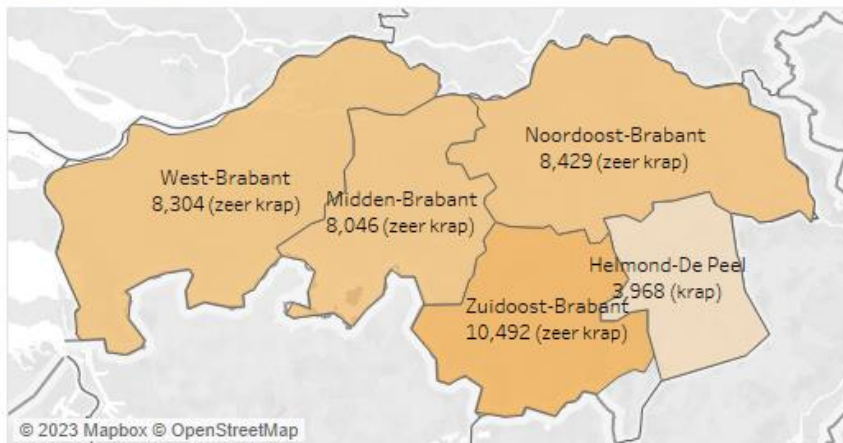 Noordoost-Brabant
8,429 (zeer krap)
West-Brabant
8,304 (zeer krap)
Midden-Brabant
8,046 (zeer krap)
Helmond-De Peel
3,968 (krap)
Zuidoost-Brabant
10,492 (zeer krap)
© 2023 Mapbox © OpenStreetMap